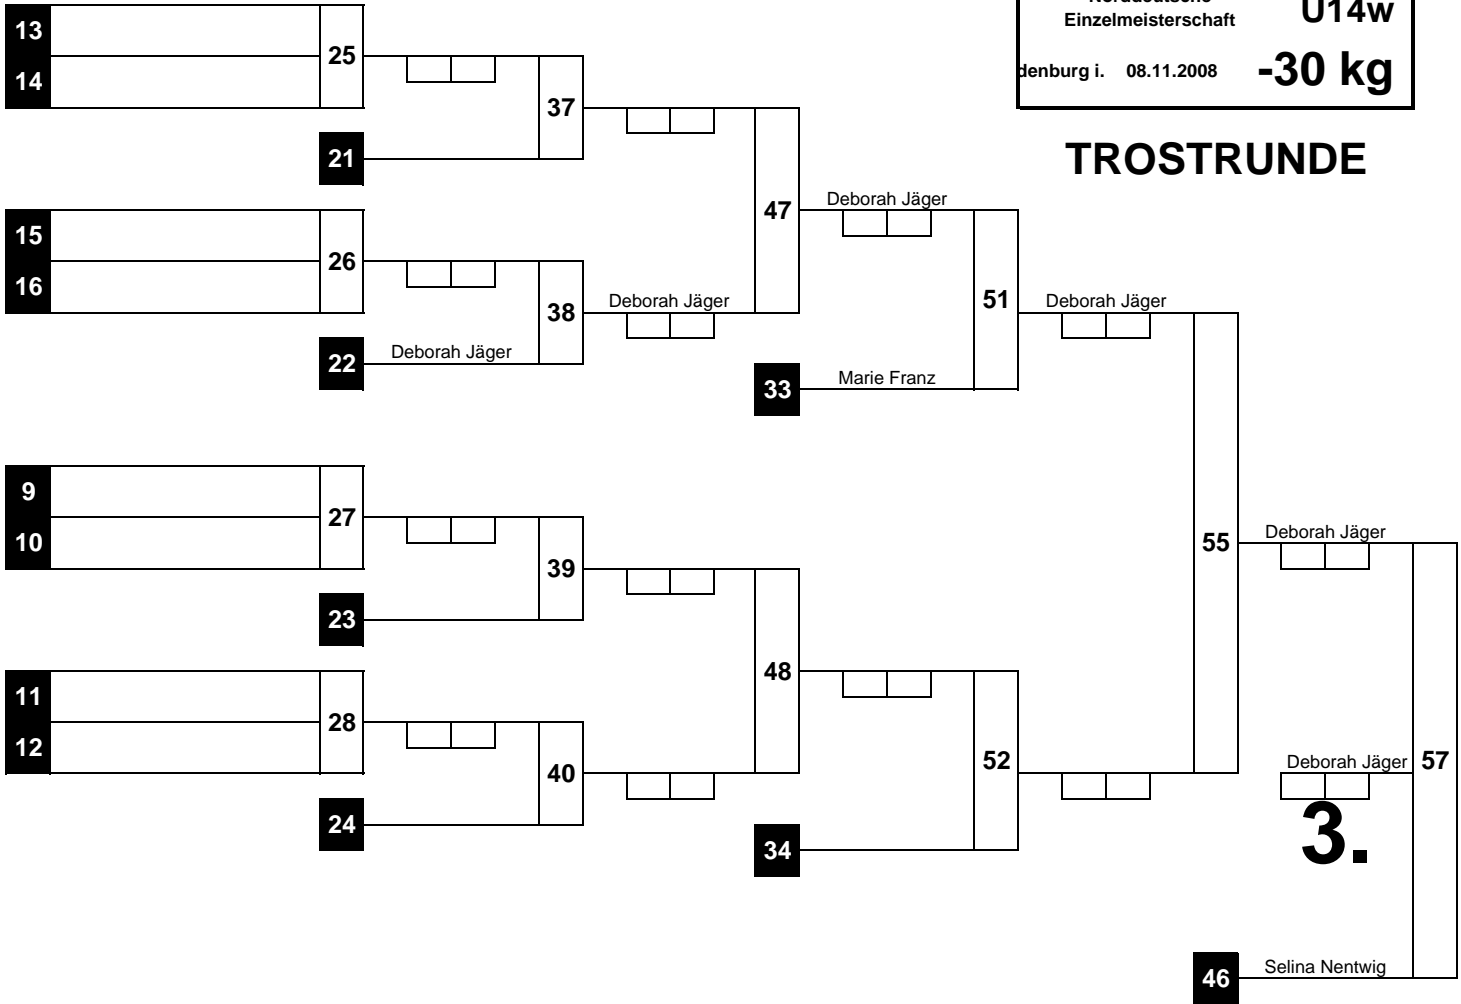 Einzelmeisterschaft U14w
denburg i. 08.11.2008 -30 kg
TROSTRUNDE
13
14
25
37
21
15
16
26
38
22 Deborah Jäger
Deborah Jäger
47
Deborah Jäger
51
33 Marie Franz
Deborah Jäger
9
10
27
39
23
11
12
28
40
24
48
52
34
55
Deborah Jäger
Deborah Jäger 57
3.
46 Selina Nentwig